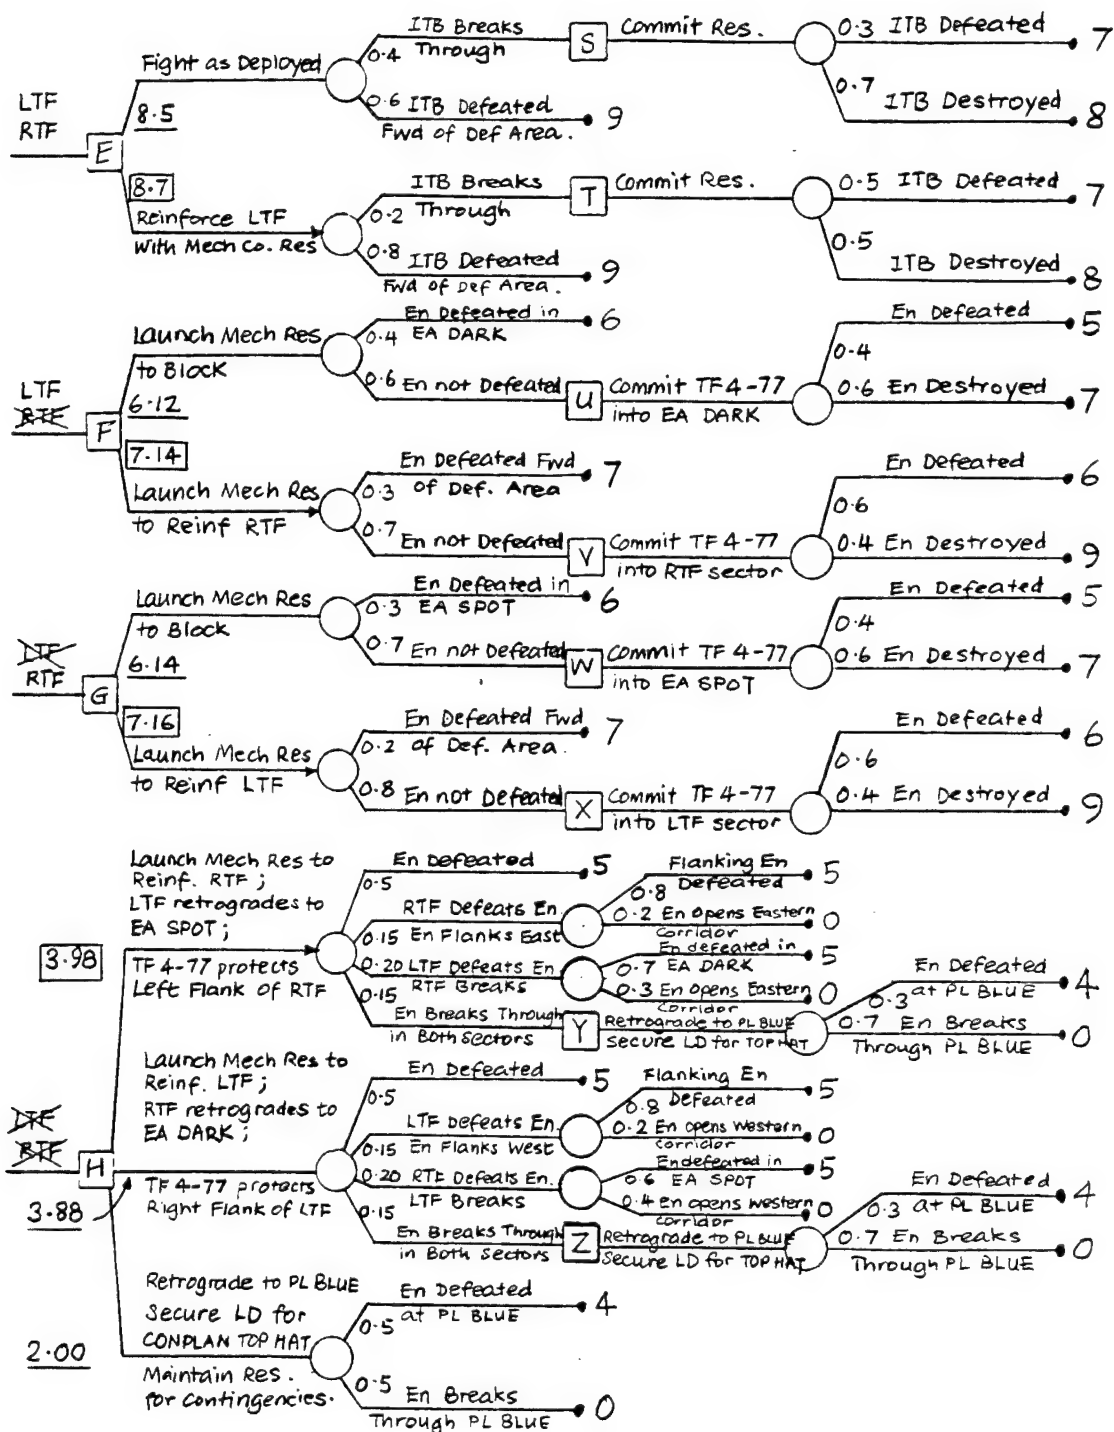 LTF
RTF
E
Fight as Deployed
8.5
0.4
ITB Breaks
Through
S
Commit Res.
0.3 ITB Defeated
7
0.7
ITB Destroyed
8
0.6 ITB Defeated
Fwd of Def Area.
9
8.7
Reinforce LTF
With Mech Co. Res
0.2
ITB Breaks
Through
T
Commit Res.
0.5 ITB Defeated
7
0.5
ITB Destroyed
8
0.8 ITB Defeated
Fwd of Def Area.
9
LTF
RTF
F
Launch Mech Res
to Block
6.12
0.4
En Defeated in
EA DARK
6
0.6 En not Defeated
U
Commit TF 4-77
into EA DARK
En Defeated
0.4
5
0.6 En Destroyed
7
7.14
Launch Mech Res
to Reinf RTF
0.3
En Defeated Fwd
of Def. Area
7
0.7
En not Defeated
V
Commit TF 4-77
into RTF sector
En Defeated
0.6
6
0.4 En Destroyed
9
LTF
RTF
G
Launch Mech Res
to Block
6.14
0.3
En Defeated in
EA SPOT
6
0.7 En not Defeated
W
Commit TF 4-77
into EA SPOT
En Defeated
0.4
5
0.6 En Destroyed
7
7.16
Launch Mech Res
to Reinf LTF
0.2
En Defeated Fwd
of Def. Area.
7
0.8
En not Defeated
X
Commit TF 4-77
into LTF sector
En Defeated
0.6
6
0.4 En Destroyed
9
LTF
RTF
H
Launch Mech Res to
Reinf. RTF;
LTF retrogrades to
EA SPOT;
3.98
TF 4-77 protects
Left Flank of RTF
0.5
En Defeated
5
0.15
RTF Defeats En
En Flanks East
Flanking En
0.8 Defeated
5
0.2 En Opens Eastern
Corridor
0
0.20 LTF Defeats En
RTF Breaks
En defeated in
0.7 EA DARK
5
0.3 En Opens Eastern
Corridor
0
0.15
En Breaks Through
in Both Sectors
Y
Retrograde to PL BLUE
Secure LD for TOP HAT
En Defeated
0.3 at PL BLUE
4
0.7 En Breaks
Through PL BLUE
0
Launch Mech Res to
Reinf. LTF;
RTF retrogrades to
EA DARK;
3.88
TF 4-77 protects
Right Flank of LTF
0.5
En Defeated
5
0.15
LTF Defeats En.
En Flanks West
Flanking En
0.8 Defeated
5
0.2 En opens Western
Corridor
0
0.20 RTF Defeats En.
LTF Breaks
En defeated in
0.6 EA SPOT
5
0.4 En opens western
Corridor
0
0.15
En Breaks Through
in Both Sectors
Z
Retrograde to PL BLUE
Secure LD for TOP HAT
En Defeated
0.3 at PL BLUE
4
0.7 En Breaks
Through PL BLUE
0
2.00
Retrograde to PL BLUE
Secure LD for
CONPLAN TOP HAT
Maintain Res.
for Contingencies.
En Defeated
0.5 at PL BLUE
4
0.5 En Breaks
Through PL BLUE
0